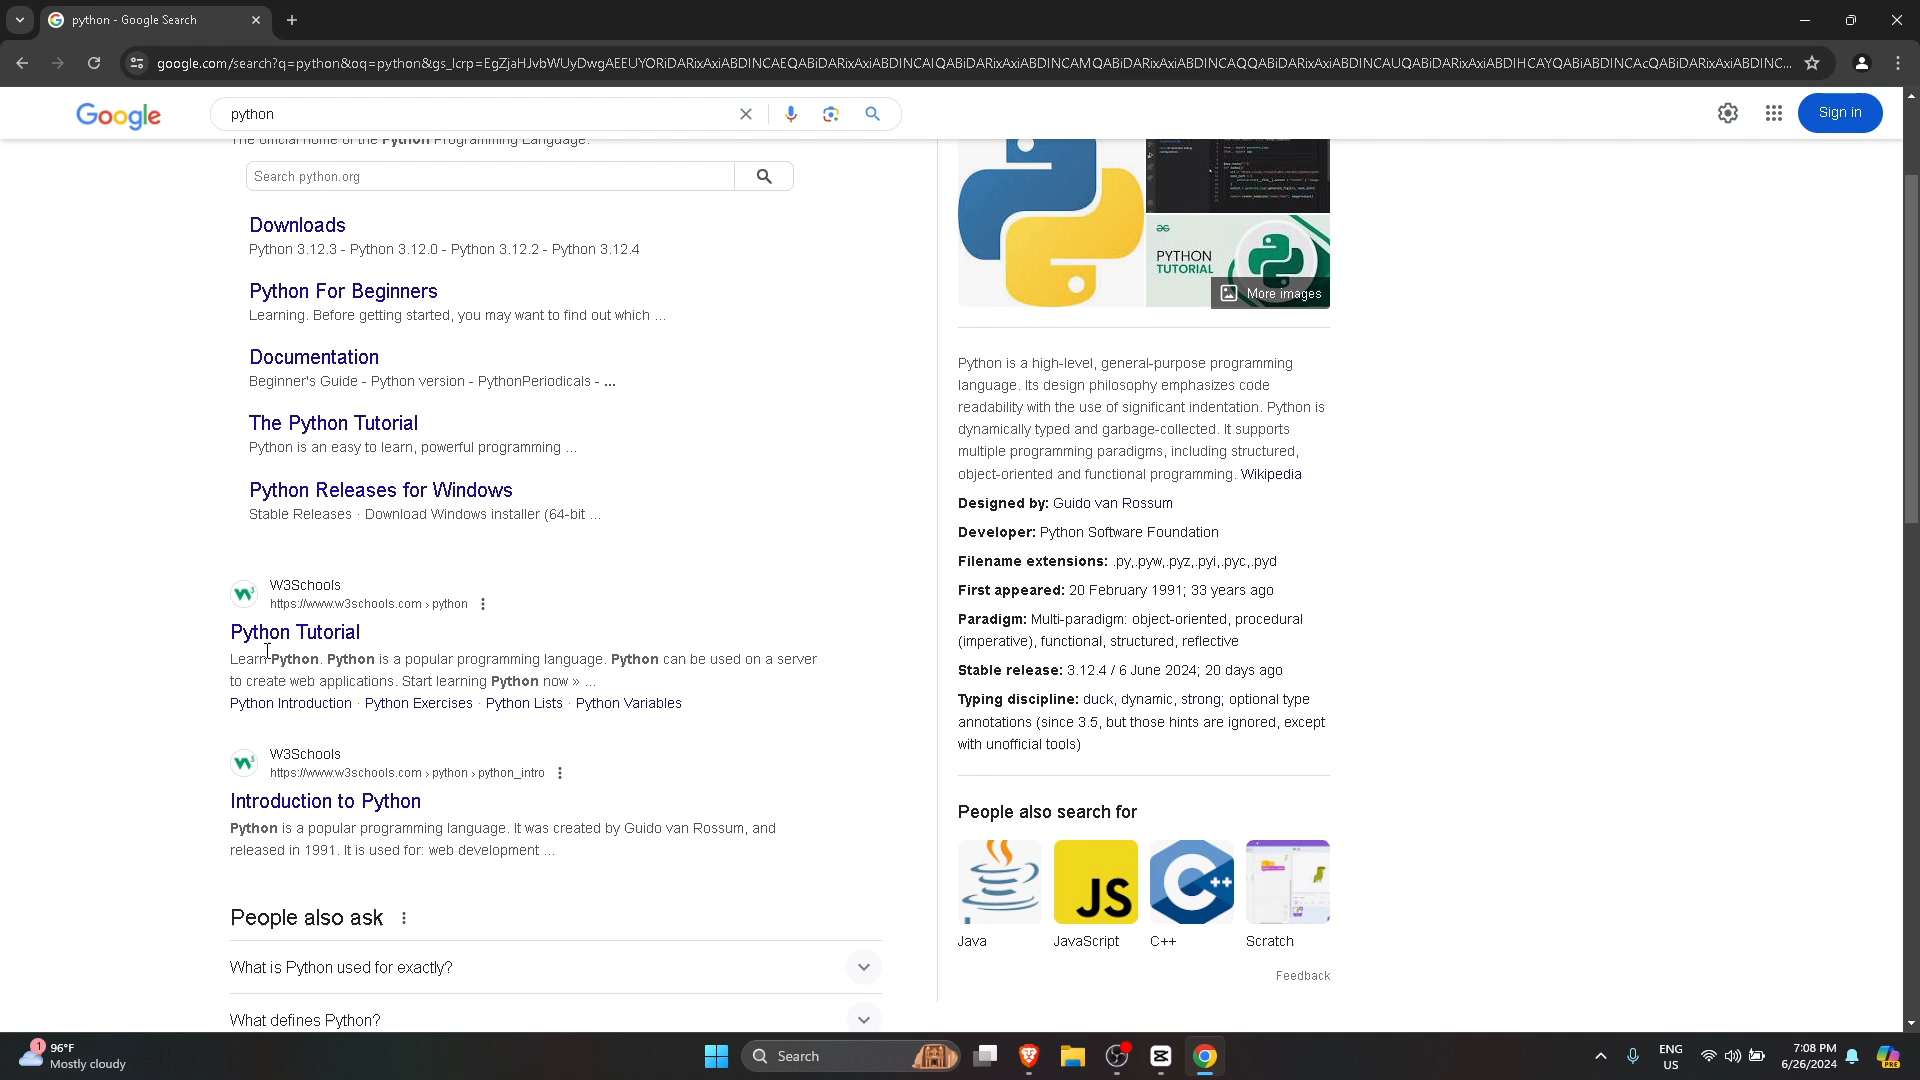 python - Google Search
google.com/search?q=python&oq=python&gs_lcrp=EgZjaHJvbWUyDwgAEEUYORiDARixAxiABDINCAEQABiDARixAxiABDINCAIQABiDARixAxiABDINCAMQABiDARixAxiABDINCAQQABiDARixAxiABDINCAUQABiDARixAxiABDIHCAYQABiABDINCAcQABiDARixAxiABDINC...
Google
python
Sign in
The official home of the Python Programming Language.
Search python.org
Downloads
Python 3.12.3 - Python 3.12.0 - Python 3.12.2 - Python 3.12.4
Python For Beginners
Learning. Before getting started, you may want to find out which ...
Documentation
Beginner's Guide - Python version - PythonPeriodicals - ...
The Python Tutorial
Python is an easy to learn, powerful programming ...
Python Releases for Windows
Stable Releases · Download Windows installer (64-bit ...
W3Schools
https://www.w3schools.com › python
Python Tutorial
Learn Python. Python is a popular programming language. Python can be used on a server
to create web applications. Start learning Python now » ...
Python Introduction · Python Exercises · Python Lists · Python Variables
W3Schools
https://www.w3schools.com › python › python_intro
Introduction to Python
Python is a popular programming language. It was created by Guido van Rossum, and
released in 1991. It is used for: web development ...
People also ask
What is Python used for exactly?
What defines Python?
PYTHON
TUTORIAL
More images
Python is a high-level, general-purpose programming
language. Its design philosophy emphasizes code
readability with the use of significant indentation. Python is
dynamically typed and garbage-collected. It supports
multiple programming paradigms, including structured,
object-oriented and functional programming. Wikipedia
Designed by: Guido van Rossum
Developer: Python Software Foundation
Filename extensions: .py,.pyw,.pyz,.pyi,.pyc,.pyd
First appeared: 20 February 1991; 33 years ago
Paradigm: Multi-paradigm: object-oriented, procedural
(imperative), functional, structured, reflective
Stable release: 3.12.4 / 6 June 2024; 20 days ago
Typing discipline: duck, dynamic, strong; optional type
annotations (since 3.5, but those hints are ignored, except
with unofficial tools)
People also search for
JS
C++
Java
JavaScript
C++
Scratch
Feedback
1
96°F
Mostly cloudy
Search
ENG
US
7:08 PM
6/26/2024
PRE